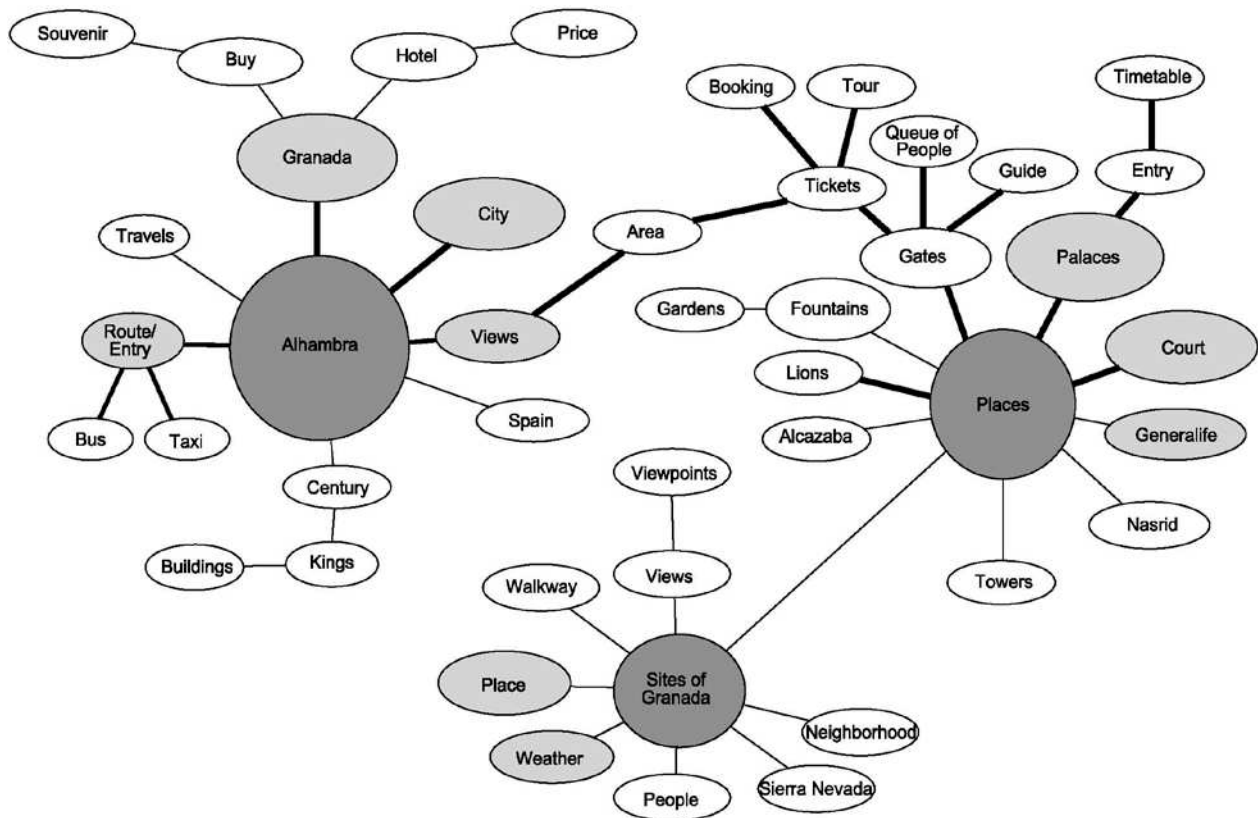 Souvenir
Buy
Hotel
Price
Granada
City
Travels
Alhambra
Route/
Entry
Views
Bus
Taxi
Spain
Century
Kings
Buildings
Area
Booking
Tour
Tickets
Queue of
People
Guide
Gates
Timetable
Entry
Palaces
Gardens
Fountains
Lions
Alcazaba
Places
Court
Generalife
Nasrid
Towers
Viewpoints
Views
Walkway
Place
Weather
People
Sites of
Granada
Neighborhood
Sierra Nevada